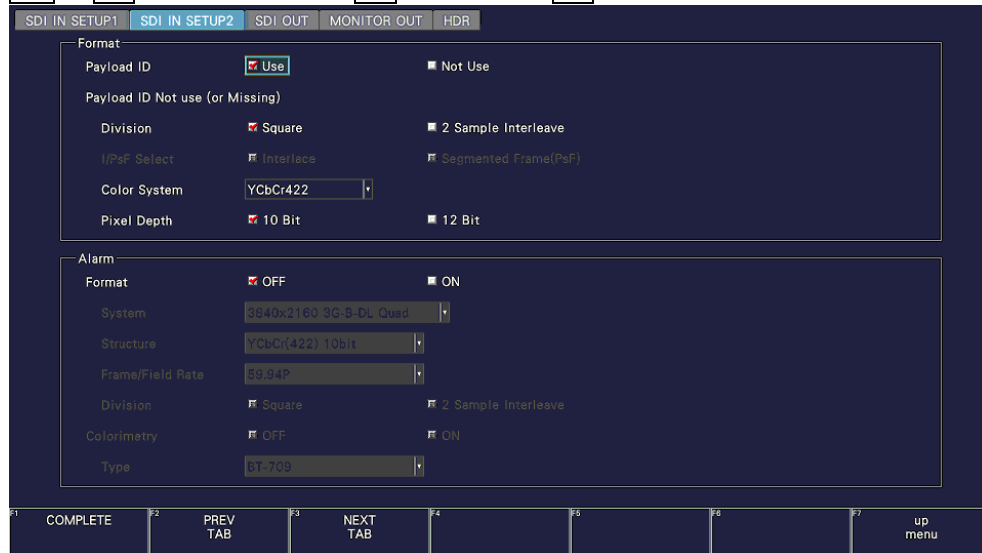 SDI IN SETUP1 SDI IN SETUP2 SDI OUT MONITOR OUT HDR
Format
Payload ID Use Not Use
Payload ID Not use (or Missing)
Division Square 2 Sample Interleave
I/PsF Select Interlace Segmented Frame(PsF)
Color System YCbCr422
Pixel Depth 10 Bit 12 Bit
Alarm
Format OFF ON
System 3840x2160 3G-B-DL Quad
Structure YCbCr(422) 10bit
Frame/Field Rate 59.94P
Division Square 2 Sample Interleave
Colorimetry OFF ON
Type BT-709
F1 COMPLETE F2 PREV TAB F3 NEXT TAB F4 F5 F6 F7 up menu